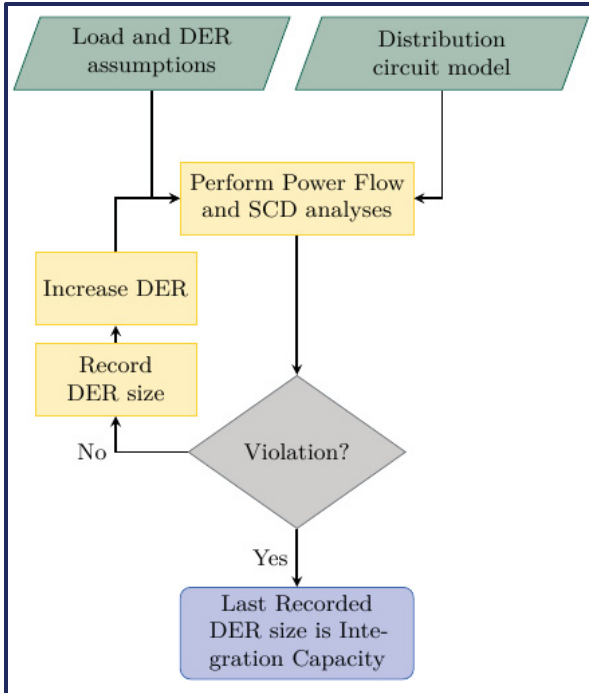 Load and DER
assumptions
Distribution
circuit model
Perform Power Flow
and SCD analyses
Increase DER
Record
DER size
No
Violation?
Yes
Last Recorded
DER size is Inte-
gration Capacity